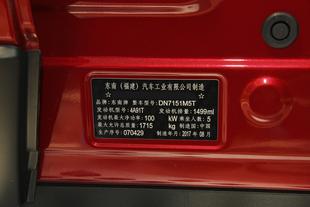 东南（福建）汽车工业有限公司制造
☆ ☆
品牌：东南牌 整车型号：DN7151M5T
发动机型号：4A91T 发动机排量：1499ml
发动机最大净功率：100 kW 乘坐人数：5
最大允许总质量：1715 kg 制造国：中国
生产序号：070429 制造年月：2017 年 08 月